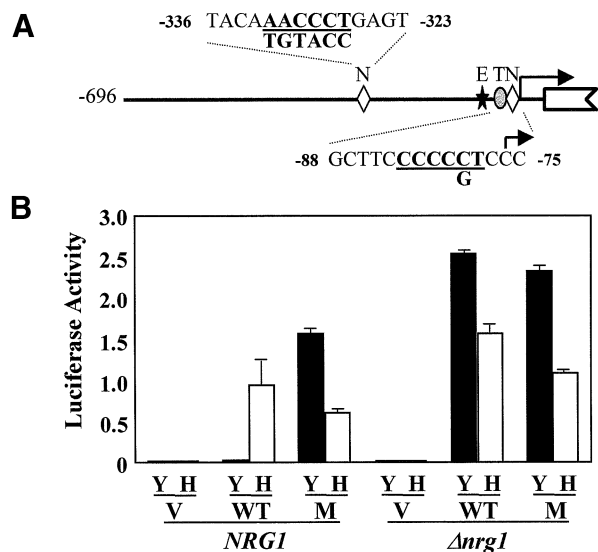 A
-336 TACAAACCCTGAGT -323
TGTACC
N E TN
-696
-88 GCTTCCCCCCTCCC -75
G
B
Luciferase Activity
3.0
2.5
2.0
1.5
1.0
0.5
0
Y H Y H Y H Y H Y H Y H
V WT M V WT M
NRG1 Δnrg1